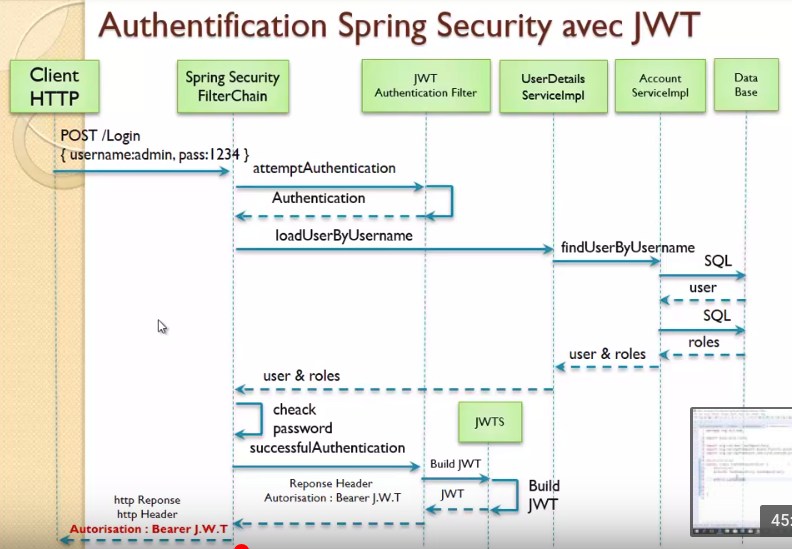 Authentification Spring Security avec JWT
Client
HTTP
Spring Security
FilterChain
JWT
Authentication Filter
UserDetails
ServiceImpl
Account
ServiceImpl
Data
Base
POST /Login
{ username:admin, pass:1234 }
attemptAuthentication
Authentication
loadUserByUsername
findUserByUsername
SQL
user
SQL
roles
user & roles
user & roles
cheack
password
JWTS
successfulAuthentication
Build JWT
Reponse Header
Autorisation : Bearer J.W.T
JWT
Build
JWT
http Reponse
http Header
Autorisation : Bearer J.W.T
45: